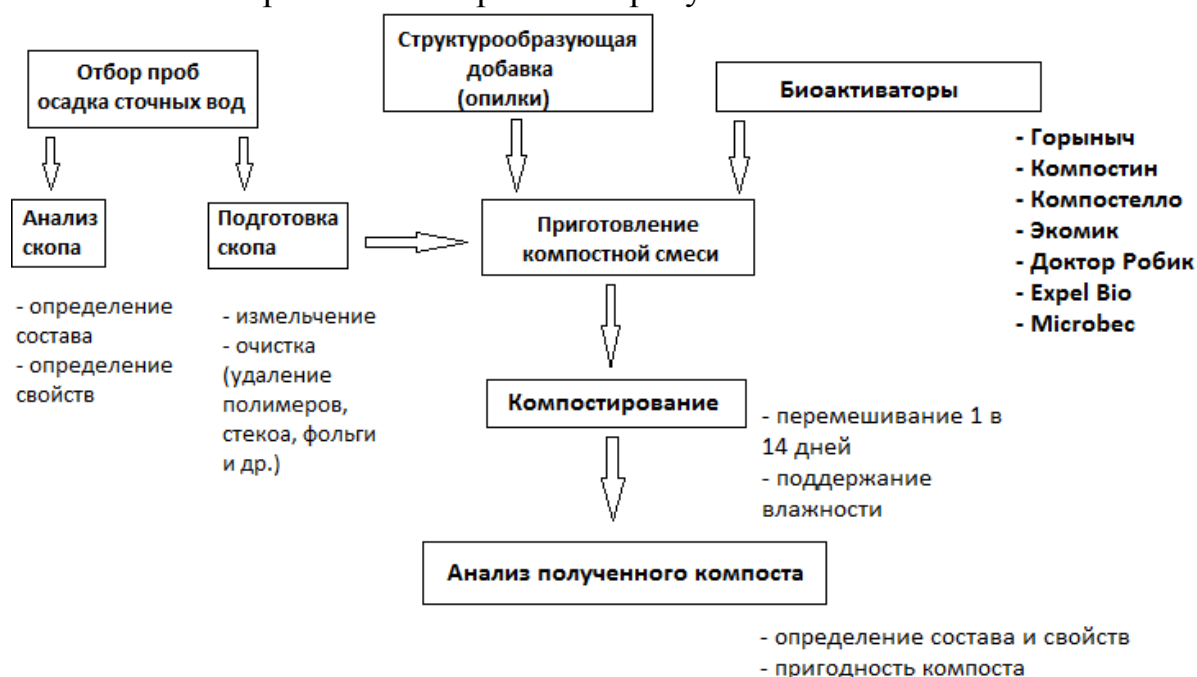 Структурообразующая
добавка
(опилки)
Отбор проб
осадка сточных вод
Биоактиваторы
- Горыныч
- Компостин
- Компостелло
- Экомик
- Доктор Робик
- Expel Bio
- Microbec
Анализ
скопа
Подготовка
скопа
Приготовление
компостной смеси
- определение
состава
- определение
свойств
- измельчение
- очистка
(удаление
полимеров,
стекоа, фольги
и др.)
Компостирование
- перемешивание 1 в
14 дней
- поддержание
влажности
Анализ полученного компоста
- определение состава и свойств
- пригодность компоста